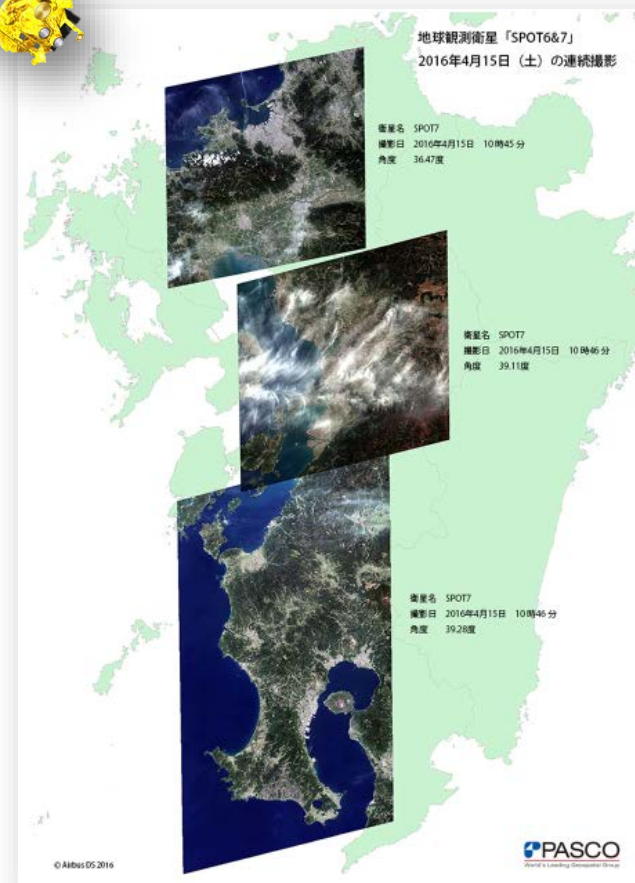 地球観測衛星「SPOT6&7」
2016年4月15日（土）の連続撮影
衛星名 SPOT7
撮影日 2016年4月15日 10時45分
角度 36.47度
衛星名 SPOT7
撮影日 2016年4月15日 10時46分
角度 39.11度
衛星名 SPOT7
撮影日 2016年4月15日 10時46分
角度 39.28度
© Airbus DS 2016
PASCO
World's Leading Geospatial Group